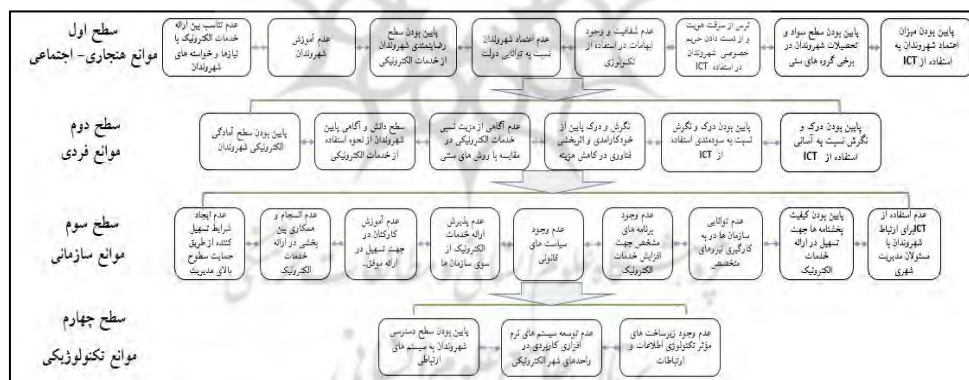 سطح اول
موانع هنجاری- اجتماعی
پایین بودن میزان
اعتماد شهروندان به
استفاده از ICT
پایین بودن سطح سواد و
تحصیلات شهروندان در
برخی گروه های سنی
ترس از سرقت هویت
و از دست دادن حریم
خصوصی شهروندان
در استفاده ICT
عدم شفافیت و وجود
ابهامات در استفاده از
تکنولوژی
عدم اعتماد شهروندان
نسبت به توانایی دولت
پایین بودن سطح
رضایتمندی شهروندان
از خدمات الکترونیکی
عدم آموزش
شهروندان
عدم تناسب بین ارائه
خدمات الکترونیک با
نیازها و خواسته های
شهروندان
سطح دوم
موانع فردی
پایین بودن درک و
نگرش نسبت به آسانی
استفاده از ICT
پایین بودن درک و نگرش
نسبت به سودمندی استفاده
از ICT
نگرش و درک پایین از
خودکارآمدی و اثربخشی
فناوری در کاهش هزینه
عدم آگاهی از مزیت نسبی
خدمات الکترونیکی در
مقایسه با روش های سنتی
سطح دانش و آگاهی پایین
شهروندان از نحوه استفاده
از خدمات الکترونیکی
پایین بودن سطح آمادگی
الکترونیکی شهروندان
سطح سوم
موانع سازمانی
عدم استفاده از
ICTبرای ارتباط
شهروندان با
مسئولان مدیریت
شهری
پایین بودن کیفیت
بخشنامه ها جهت
تسهیل در ارائه
خدمات
الکترونیک
عدم توانایی
سازمان ها در به
کارگیری نیروهای
متخصص
عدم وجود
برنامه های
مشخص جهت
افزایش خدمات
الکترونیک
عدم وجود
سیاست های
قانونی
عدم پذیرش
ارائه خدمات
الکترونیک از
سوی سازمان ها
عدم آموزش
کارکنان در
جهت تسهیل در
ارائه موفق..
عدم انسجام و
همکاری بین
بخشی در ارائه
خدمات
الکترونیک
عدم ایجاد
شرایط تسهیل
کننده از طریق
حمایت سطوح
بالای مدیریت
سطح چهارم
موانع تکنولوژیکی
عدم وجود زیرساخت های
مؤثر تکنولوژی اطلاعات و
ارتباطات
عدم توسعه سیستم های نرم
افزاری کاربردی در
واحدهای شهر الکترونیکی
پایین بودن سطح دسترسی
شهروندان به سیستم های
ارتباطی